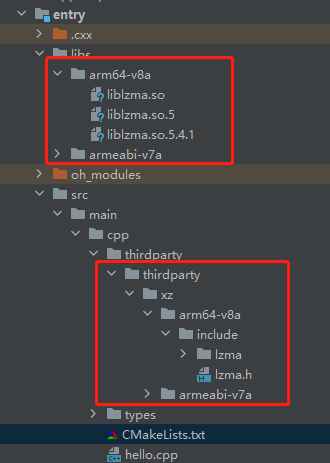 entry
.cxx
libs
arm64-v8a
liblzma.so
liblzma.so.5
liblzma.so.5.4.1
armeabi-v7a
oh_modules
src
main
cpp
thirdparty
thirdparty
xz
arm64-v8a
include
lzma
lzma.h
armeabi-v7a
types
CMakeLists.txt
hello.cpp